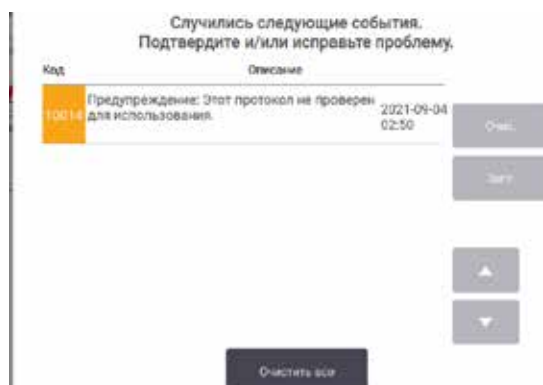 Случились следующие события.
Подтвердите и/или исправьте проблему.
Код Описание
10014 Предупреждение: Этот протокол не проверен для использования. 2021-09-04 02:50
Очис.
Очистить все